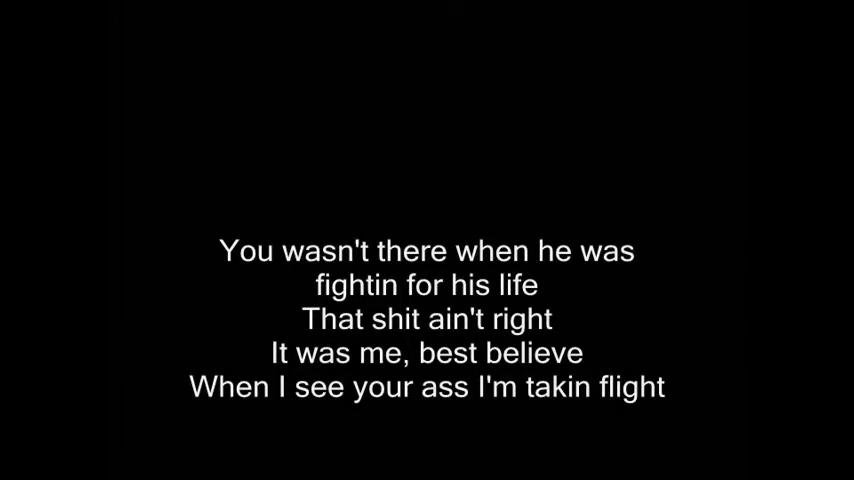 You wasn't there when he was
fightin for his life
That shit ain't right
It was me, best believe
When I see your ass I'm takin flight